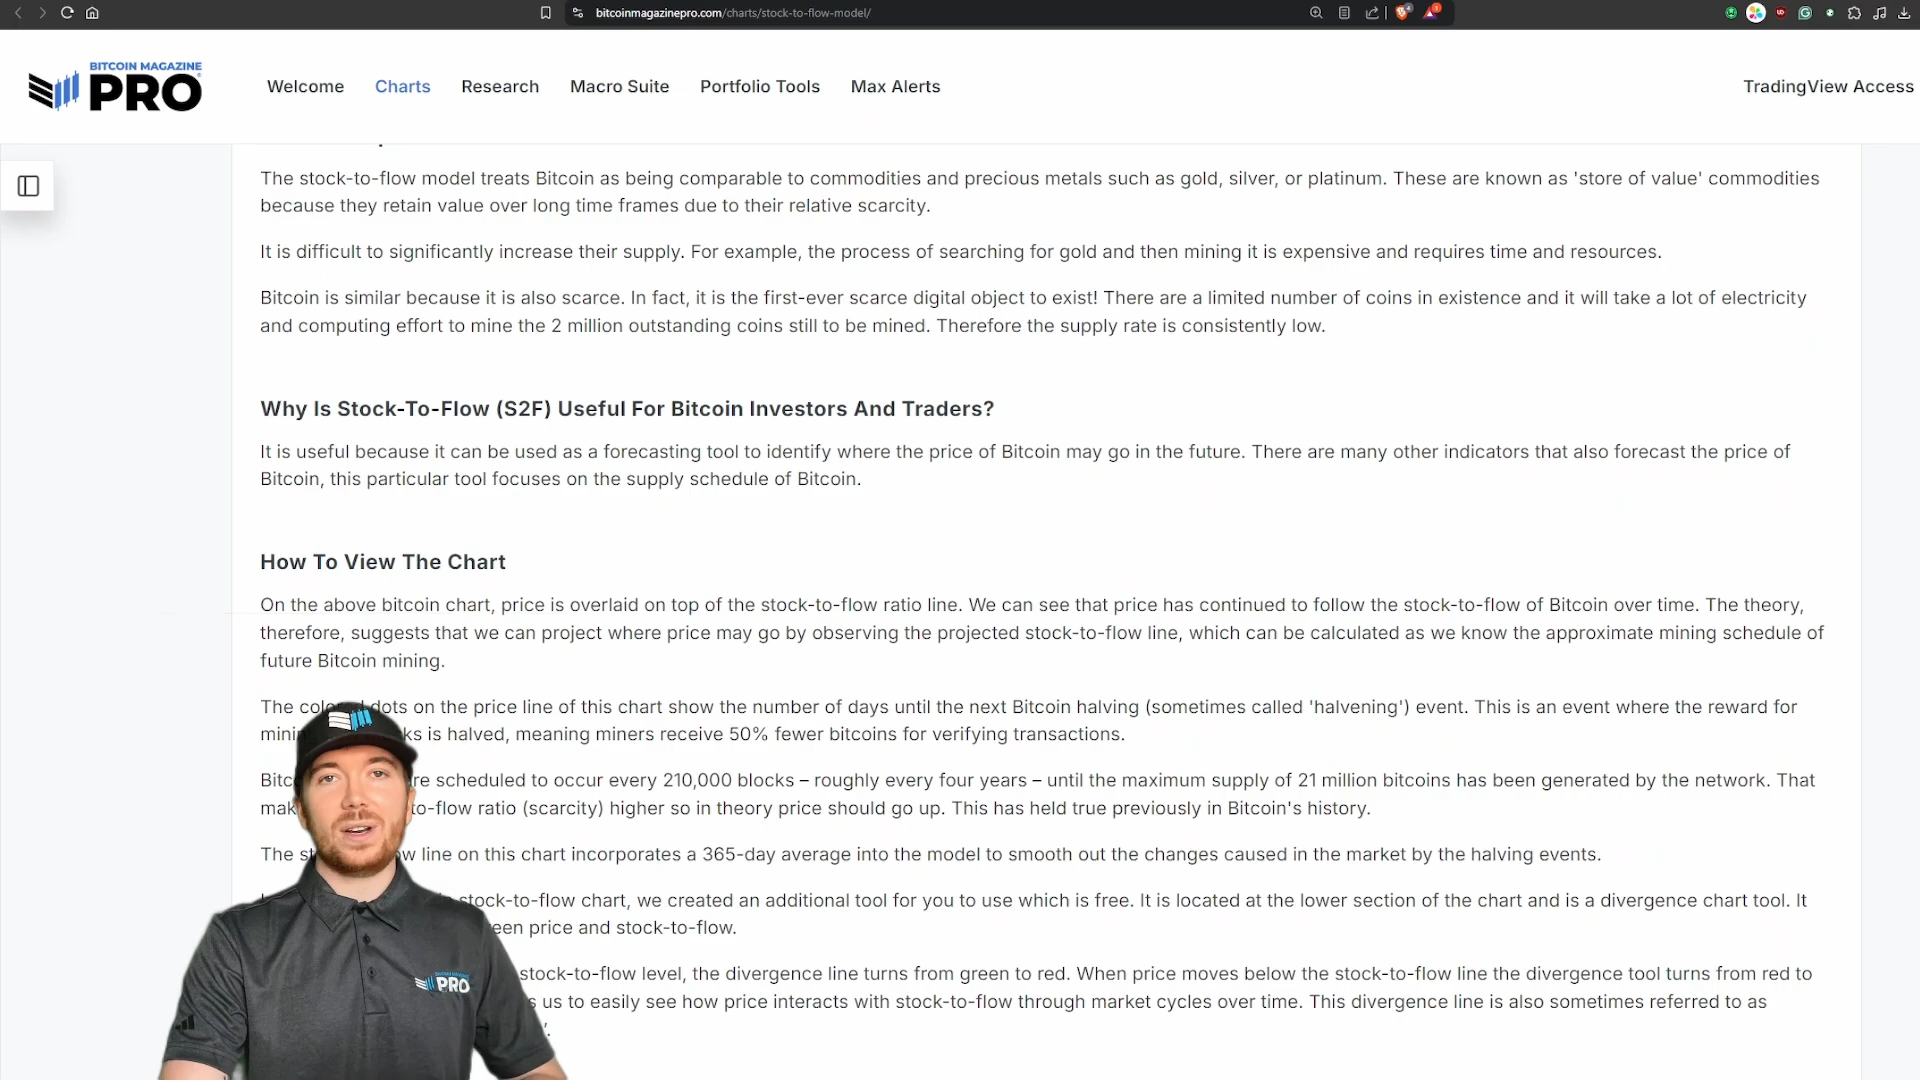 bitcoinmagazinepro.com/charts/stock-to-flow-model/
BITCOIN MAGAZINE
PRO
Welcome
Charts
Research
Macro Suite
Portfolio Tools
Max Alerts
TradingView Access
The stock-to-flow model treats Bitcoin as being comparable to commodities and precious metals such as gold, silver, or platinum. These are known as 'store of value' commodities
because they retain value over long time frames due to their relative scarcity.
It is difficult to significantly increase their supply. For example, the process of searching for gold and then mining it is expensive and requires time and resources.
Bitcoin is similar because it is also scarce. In fact, it is the first-ever scarce digital object to exist! There are a limited number of coins in existence and it will take a lot of electricity
and computing effort to mine the 2 million outstanding coins still to be mined. Therefore the supply rate is consistently low.
Why Is Stock-To-Flow (S2F) Useful For Bitcoin Investors And Traders?
It is useful because it can be used as a forecasting tool to identify where the price of Bitcoin may go in the future. There are many other indicators that also forecast the price of
Bitcoin, this particular tool focuses on the supply schedule of Bitcoin.
How To View The Chart
On the above bitcoin chart, price is overlaid on top of the stock-to-flow ratio line. We can see that price has continued to follow the stock-to-flow of Bitcoin over time. The theory,
therefore, suggests that we can project where price may go by observing the projected stock-to-flow line, which can be calculated as we know the approximate mining schedule of
future Bitcoin mining.
The dots on the price line of this chart show the number of days until the next Bitcoin halving (sometimes called 'halvening') event. This is an event where the reward for
is halved, meaning miners receive 50% fewer bitcoins for verifying transactions.
scheduled to occur every 210,000 blocks – roughly every four years – until the maximum supply of 21 million bitcoins has been generated by the network. That
to-flow ratio (scarcity) higher so in theory price should go up. This has held true previously in Bitcoin's history.
The line on this chart incorporates a 365-day average into the model to smooth out the changes caused in the market by the halving events.
stock-to-flow chart, we created an additional tool for you to use which is free. It is located at the lower section of the chart and is a divergence chart tool. It
price and stock-to-flow.
stock-to-flow level, the divergence line turns from green to red. When price moves below the stock-to-flow line the divergence tool turns from red to
us to easily see how price interacts with stock-to-flow through market cycles over time. This divergence line is also sometimes referred to as
PRO